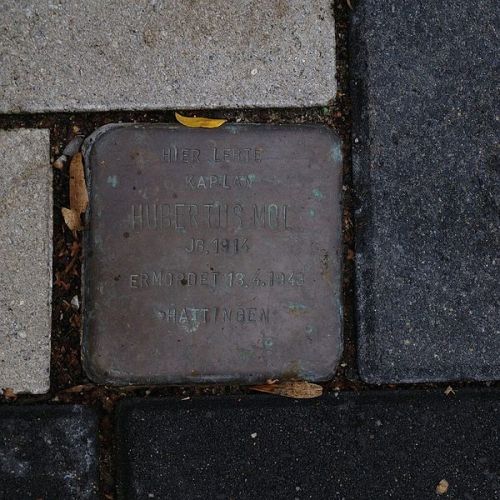 HIER LEBTE
KAPLAN
HUBERTUS MOL
JG. 1914
ERMORDET 13.4.1943
HATTINGEN